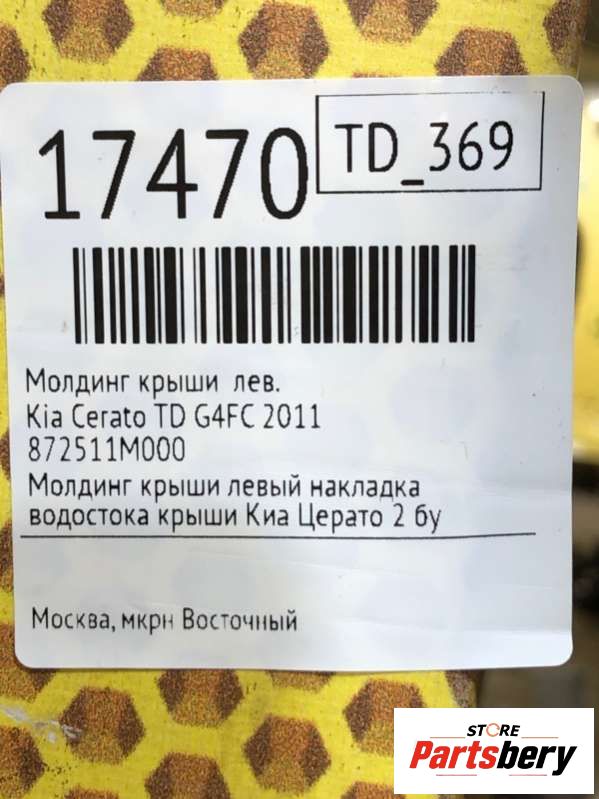 17470
TD_369
Молдинг крыши лев.
Kia Cerato TD G4FC 2011
872511M000
Молдинг крыши левый накладка
водостока крыши Киа Церато 2 бу
Москва, мкрн Восточный
STORE
Partsbery